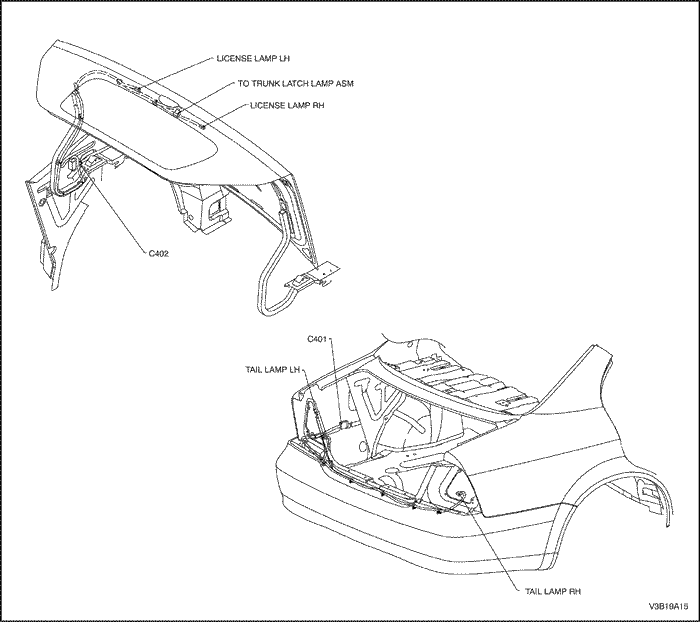 LICENSE LAMP LH
TO TRUNK LATCH LAMP ASM
LICENSE LAMP RH
C402
C401
TAIL LAMP LH
TAIL LAMP RH
V3B19A15